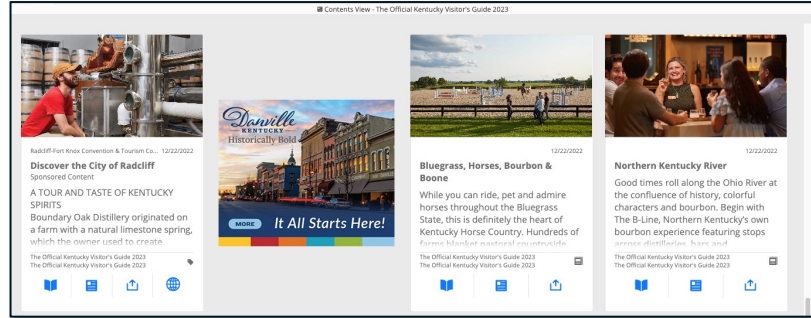 Contents View - The Official Kentucky Visitor's Guide 2023
Radcliff-Fort Knox Convention & Tourism Co... 12/22/2022
Discover the City of Radcliff
Sponsored Content
A TOUR AND TASTE OF KENTUCKY
SPIRITS
Boundary Oak Distillery originated on
a farm with a natural limestone spring,
which the owner used to create
The Official Kentucky Visitor's Guide 2023
The Official Kentucky Visitor's Guide 2023
Danville
KENTUCKY
Historically Bold
MORE
It All Starts Here!
12/22/2022
Bluegrass, Horses, Bourbon &
Boone
While you can ride, pet and admire
horses throughout the Bluegrass
State, this is definitely the heart of
Kentucky Horse Country. Hundreds of
farms blanket pastoral countryside
The Official Kentucky Visitor's Guide 2023
The Official Kentucky Visitor's Guide 2023
12/22/2022
Northern Kentucky River
Good times roll along the Ohio River at
the confluence of history, colorful
characters and bourbon. Begin with
The B-Line, Northern Kentucky's own
bourbon experience featuring stops
across distilleries, bars and
The Official Kentucky Visitor's Guide 2023
The Official Kentucky Visitor's Guide 2023